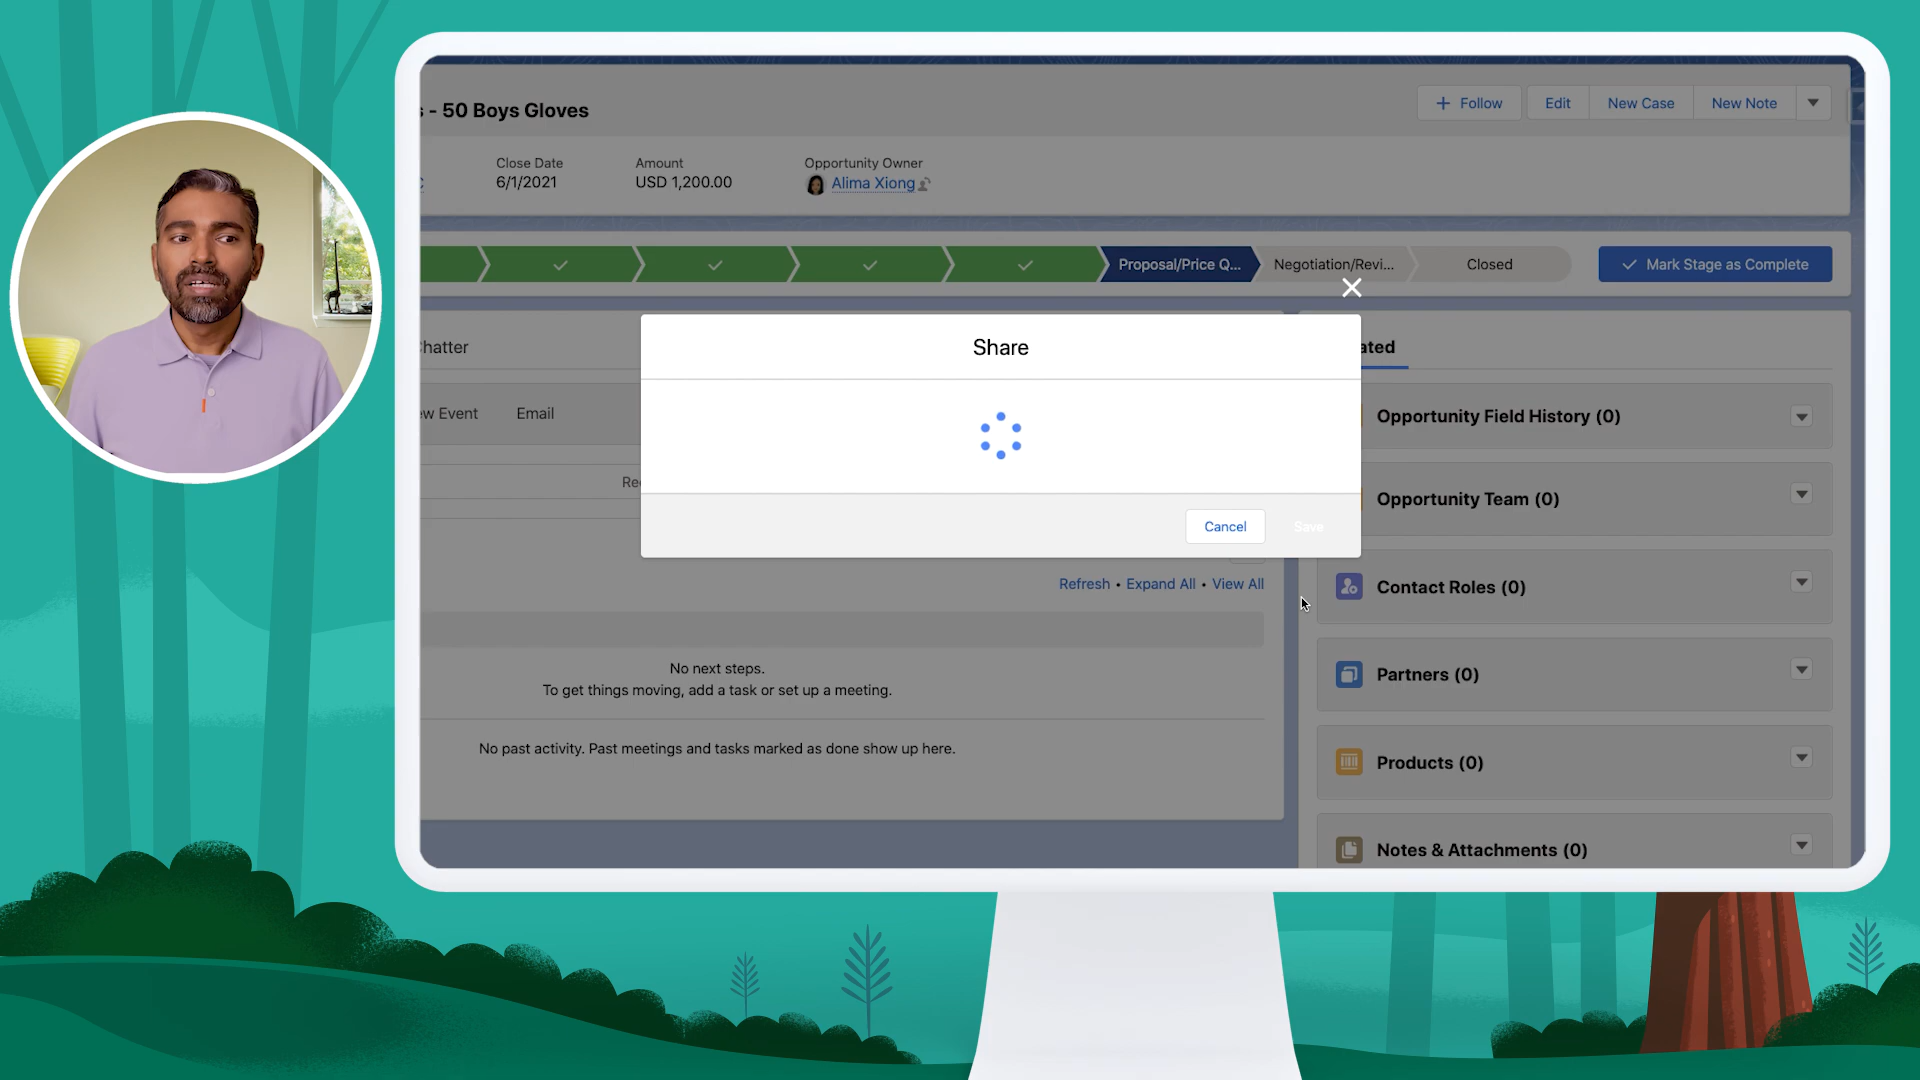 - 50 Boys Gloves
Follow
Edit
New Case
New Note
Close Date
6/1/2021
Amount
USD 1,200.00
Opportunity Owner
Alima Xiong
Proposal/Price Q...
Negotiation/Revi...
Closed
Mark Stage as Complete
Share
Cancel
Save
hatter
ated
w Event
Email
Re
Refresh • Expand All • View All
No next steps.
To get things moving, add a task or set up a meeting.
No past activity. Past meetings and tasks marked as done show up here.
Opportunity Field History (0)
Opportunity Team (0)
Contact Roles (0)
Partners (0)
Products (0)
Notes & Attachments (0)